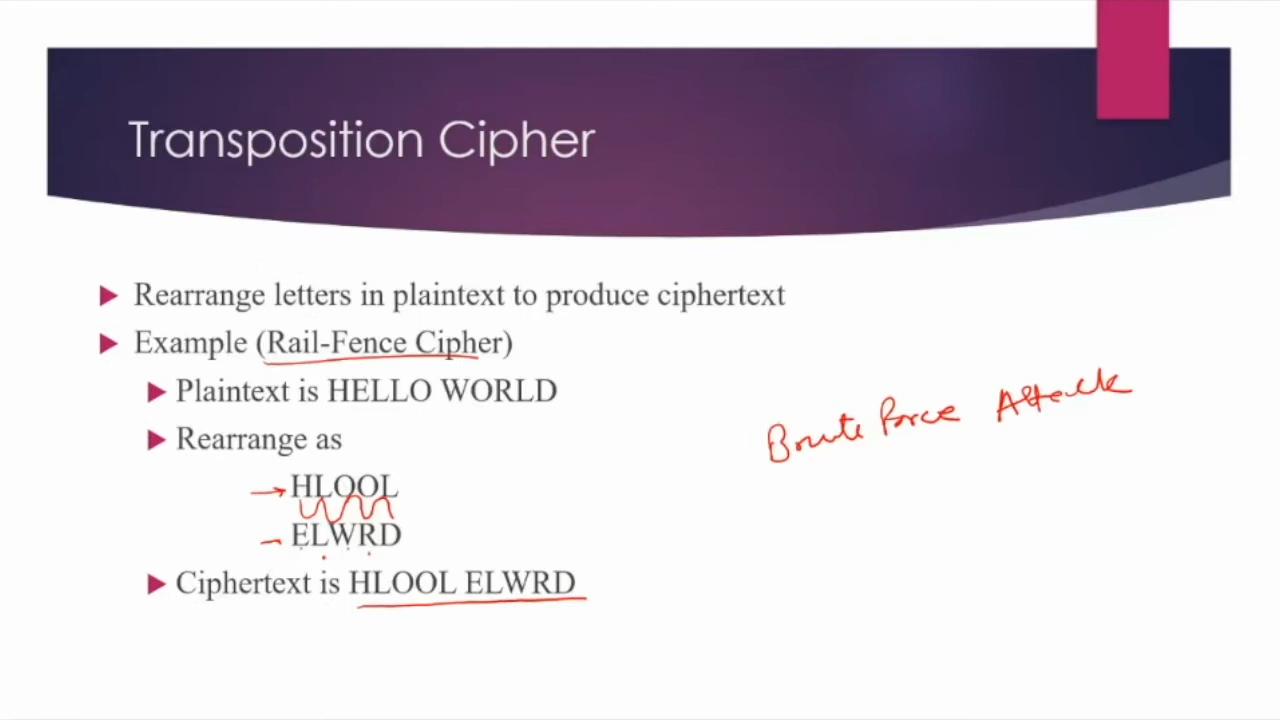 Transposition Cipher
Rearrange letters in plaintext to produce ciphertext
Example (Rail-Fence Cipher)
Plaintext is HELLO WORLD
Rearrange as
HLOOL
ELWRD
Ciphertext is HLOOL ELWRD
Brute Force Attack